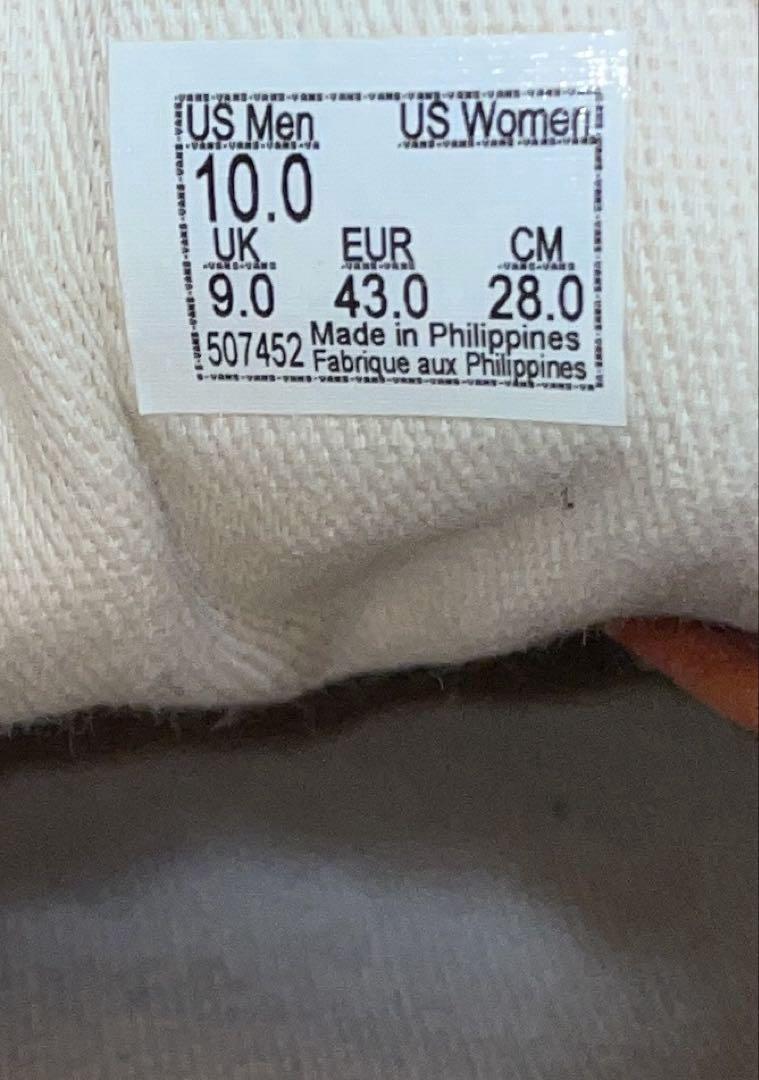 US Men US Women
10.0
UK EUR CM
9.0 43.0 28.0
507452 Made in Philippines
Fabrique aux Philippines